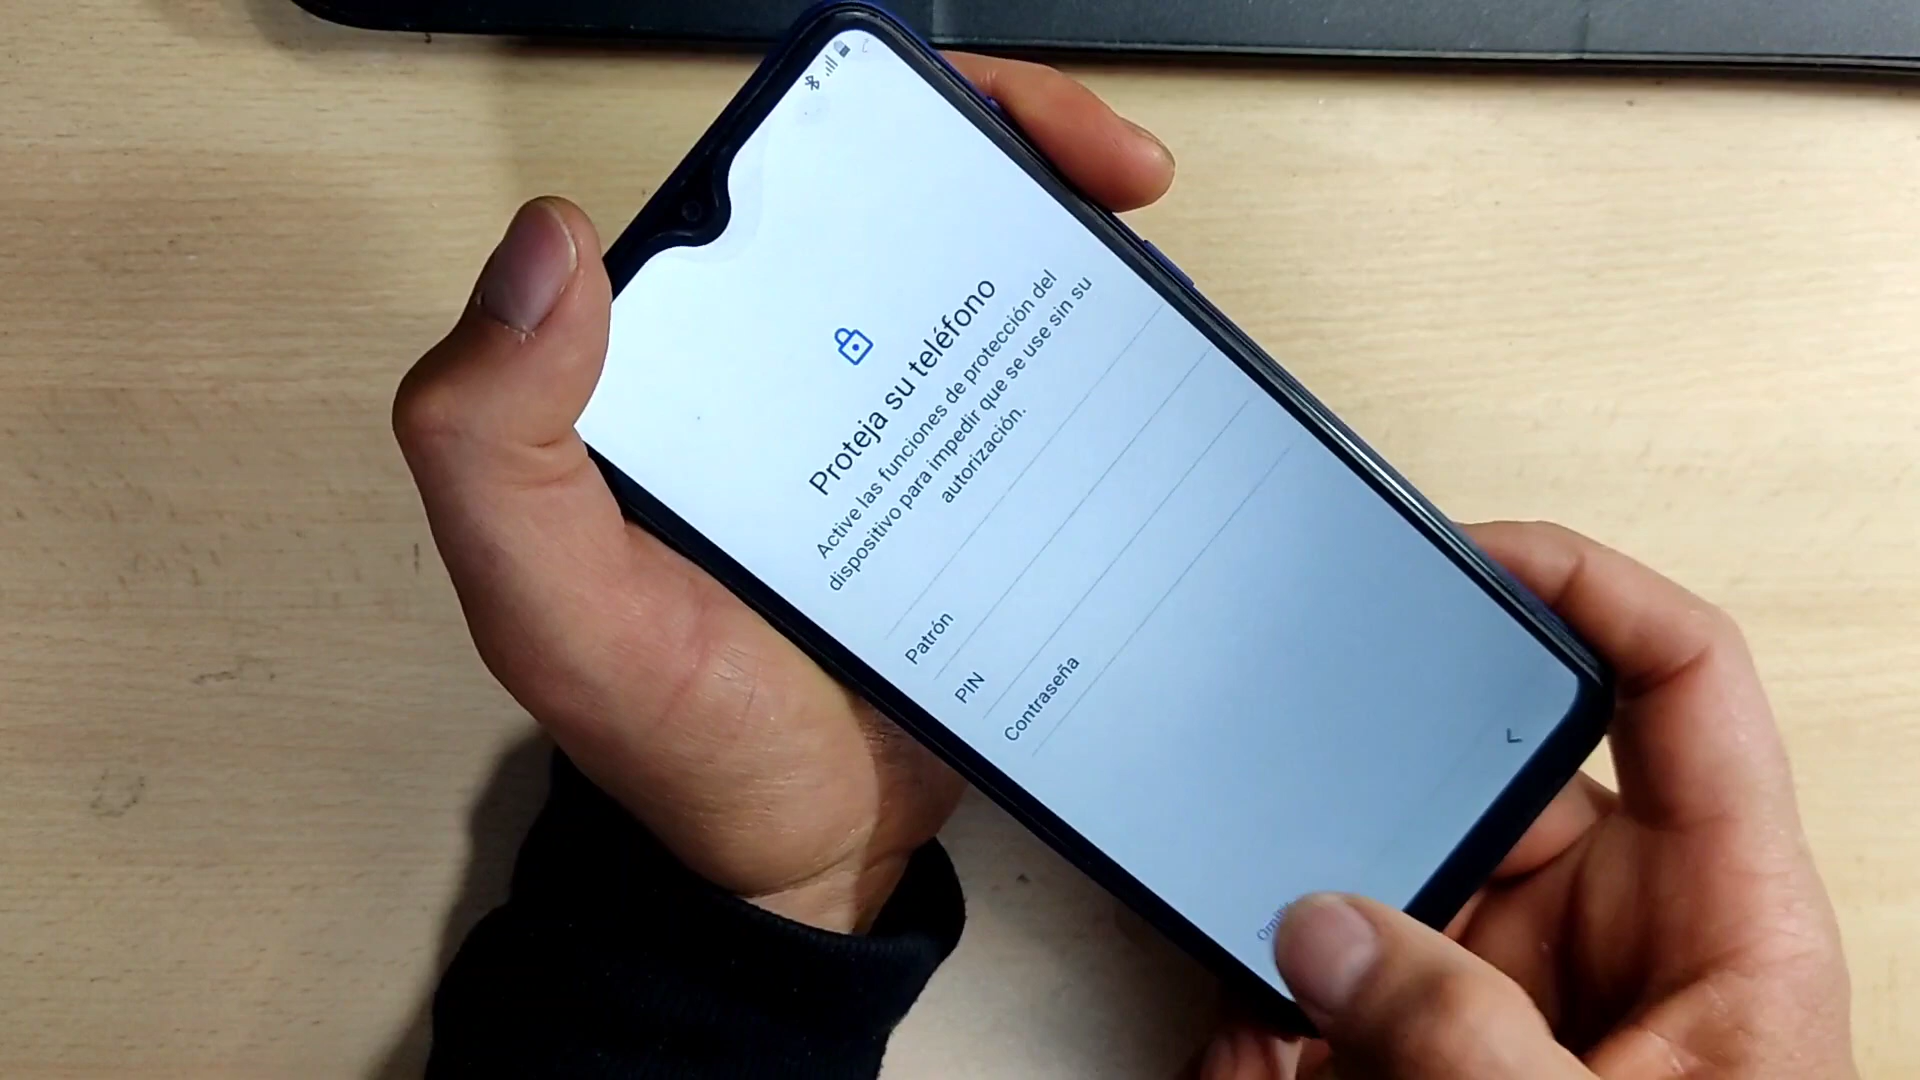 Proteja su teléfono
Active las funciones de protección del
dispositivo para impedir que se use sin su
autorización.
Patrón
PIN
Contraseña